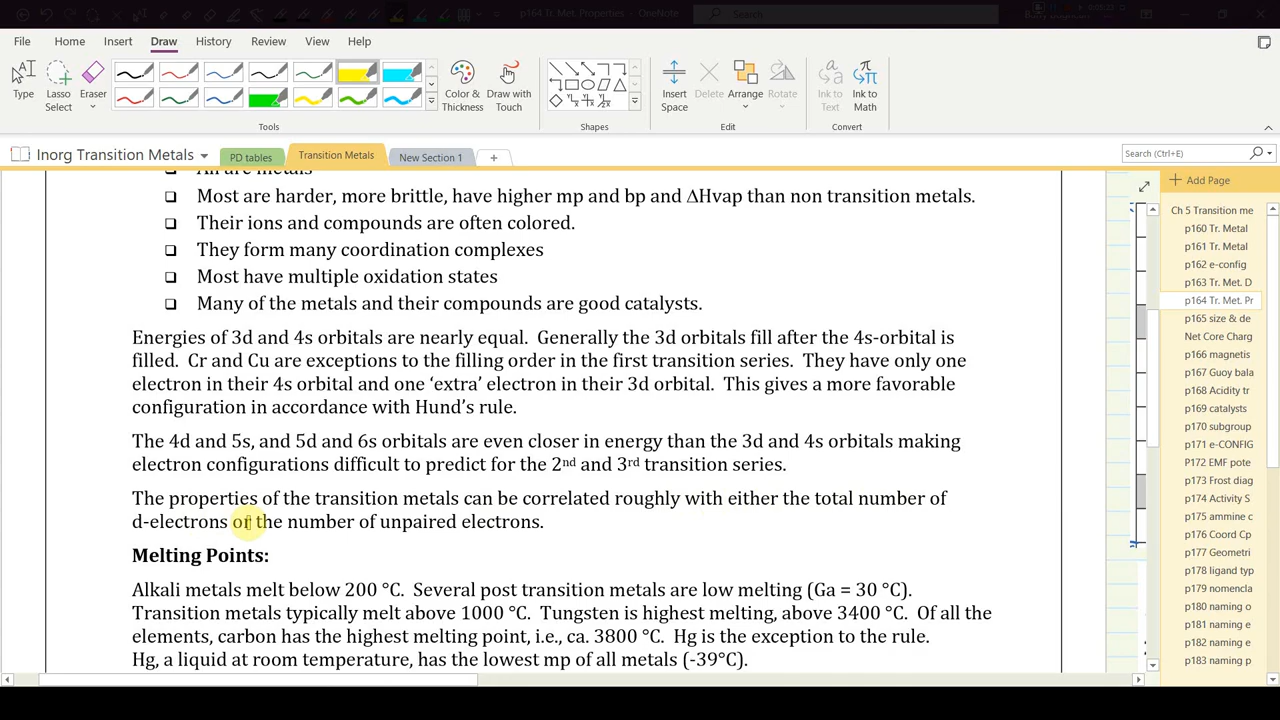 p164 Tr. Met. Properties - OneNote
Search
File
Home
Insert
Draw
History
Review
View
Help
Type
Lasso
Select
Eraser
Color &
Thickness
Draw with
Touch
Insert
Space
Delete
Arrange
Rotate
Ink to
Text
Ink to
Math
Tools
Shapes
Edit
Convert
Inorg Transition Metals
PD tables
Transition Metals
New Section 1
Search (Ctrl+E)
All are metals
Most are harder, more brittle, have higher mp and bp and ΔHvap than non transition metals.
Their ions and compounds are often colored.
They form many coordination complexes
Most have multiple oxidation states
Many of the metals and their compounds are good catalysts.
Energies of 3d and 4s orbitals are nearly equal. Generally the 3d orbitals fill after the 4s-orbital is
filled. Cr and Cu are exceptions to the filling order in the first transition series. They have only one
electron in their 4s orbital and one ‘extra’ electron in their 3d orbital. This gives a more favorable
configuration in accordance with Hund’s rule.
The 4d and 5s, and 5d and 6s orbitals are even closer in energy than the 3d and 4s orbitals making
electron configurations difficult to predict for the 2nd and 3rd transition series.
The properties of the transition metals can be correlated roughly with either the total number of
d-electrons or the number of unpaired electrons.
Melting Points:
Alkali metals melt below 200 °C. Several post transition metals are low melting (Ga = 30 °C).
Transition metals typically melt above 1000 °C. Tungsten is highest melting, above 3400 °C. Of all the
elements, carbon has the highest melting point, i.e., ca. 3800 °C. Hg is the exception to the rule.
Hg, a liquid at room temperature, has the lowest mp of all metals (-39°C).
Add Page
Ch 5 Transition me
p160 Tr. Metal
p161 Tr. Metal
p162 e-config
p163 Tr. Met. D
p164 Tr. Met. Pr
p165 size & de
Net Core Charg
p166 magnetis
p167 Guoy bala
p168 Acidity tr
p169 catalysts
p170 subgroup
p171 e-CONFIG
P172 EMF pote
p173 Frost diag
p174 Activity S
p175 ammine c
p176 Coord Cp
p177 Geometri
p178 ligand typ
p179 nomencla
p180 naming o
p181 naming e
p182 naming e
p183 naming p